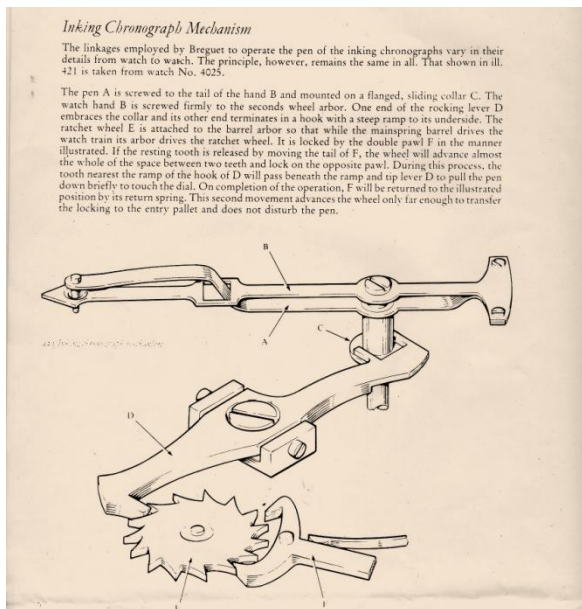 Inking Chronograph Mechanism
The linkages employed by Breguet to operate the pen of the inking chronographs vary in their
details from watch to watch. The principle, however, remains the same in all. That shown in ill.
421 is taken from watch No. 4025.
The pen A is screwed to the tail of the hand B and mounted on a flanged, sliding collar C. The
watch hand B is screwed firmly to the seconds wheel arbor. One end of the rocking lever D
embraces the collar and its other end terminates in a hook with a steep ramp to its underside. The
ratchet wheel E is attached to the barrel arbor so that while the mainspring barrel drives the
watch train its arbor drives the ratchet wheel. It is locked by the double pawl F in the manner
illustrated. If the resting tooth is released by moving the tail of F, the wheel will advance almost
the whole of the space between two teeth and lock on the opposite pawl. During this process, the
tooth nearest the ramp of the hook of D will pass beneath the ramp and tip lever D to pull the pen
down briefly to touch the dial. On completion of the operation, F will be returned to the illustrated
position by its return spring. This second movement advances the wheel only far enough to transfer
the locking to the entry pallet and does not disturb the pen.
B
A
C
D